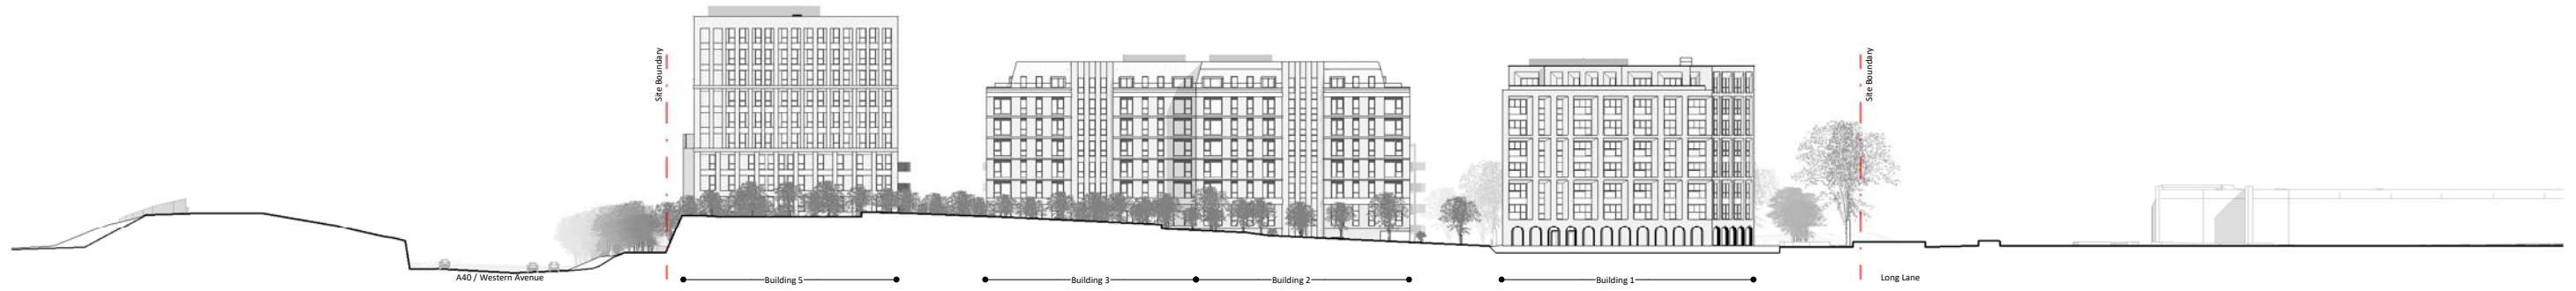 Site Boundary
Site Boundary
A40 / Western Avenue
Building 5
Building 3
Building 2
Building 1
Long Lane